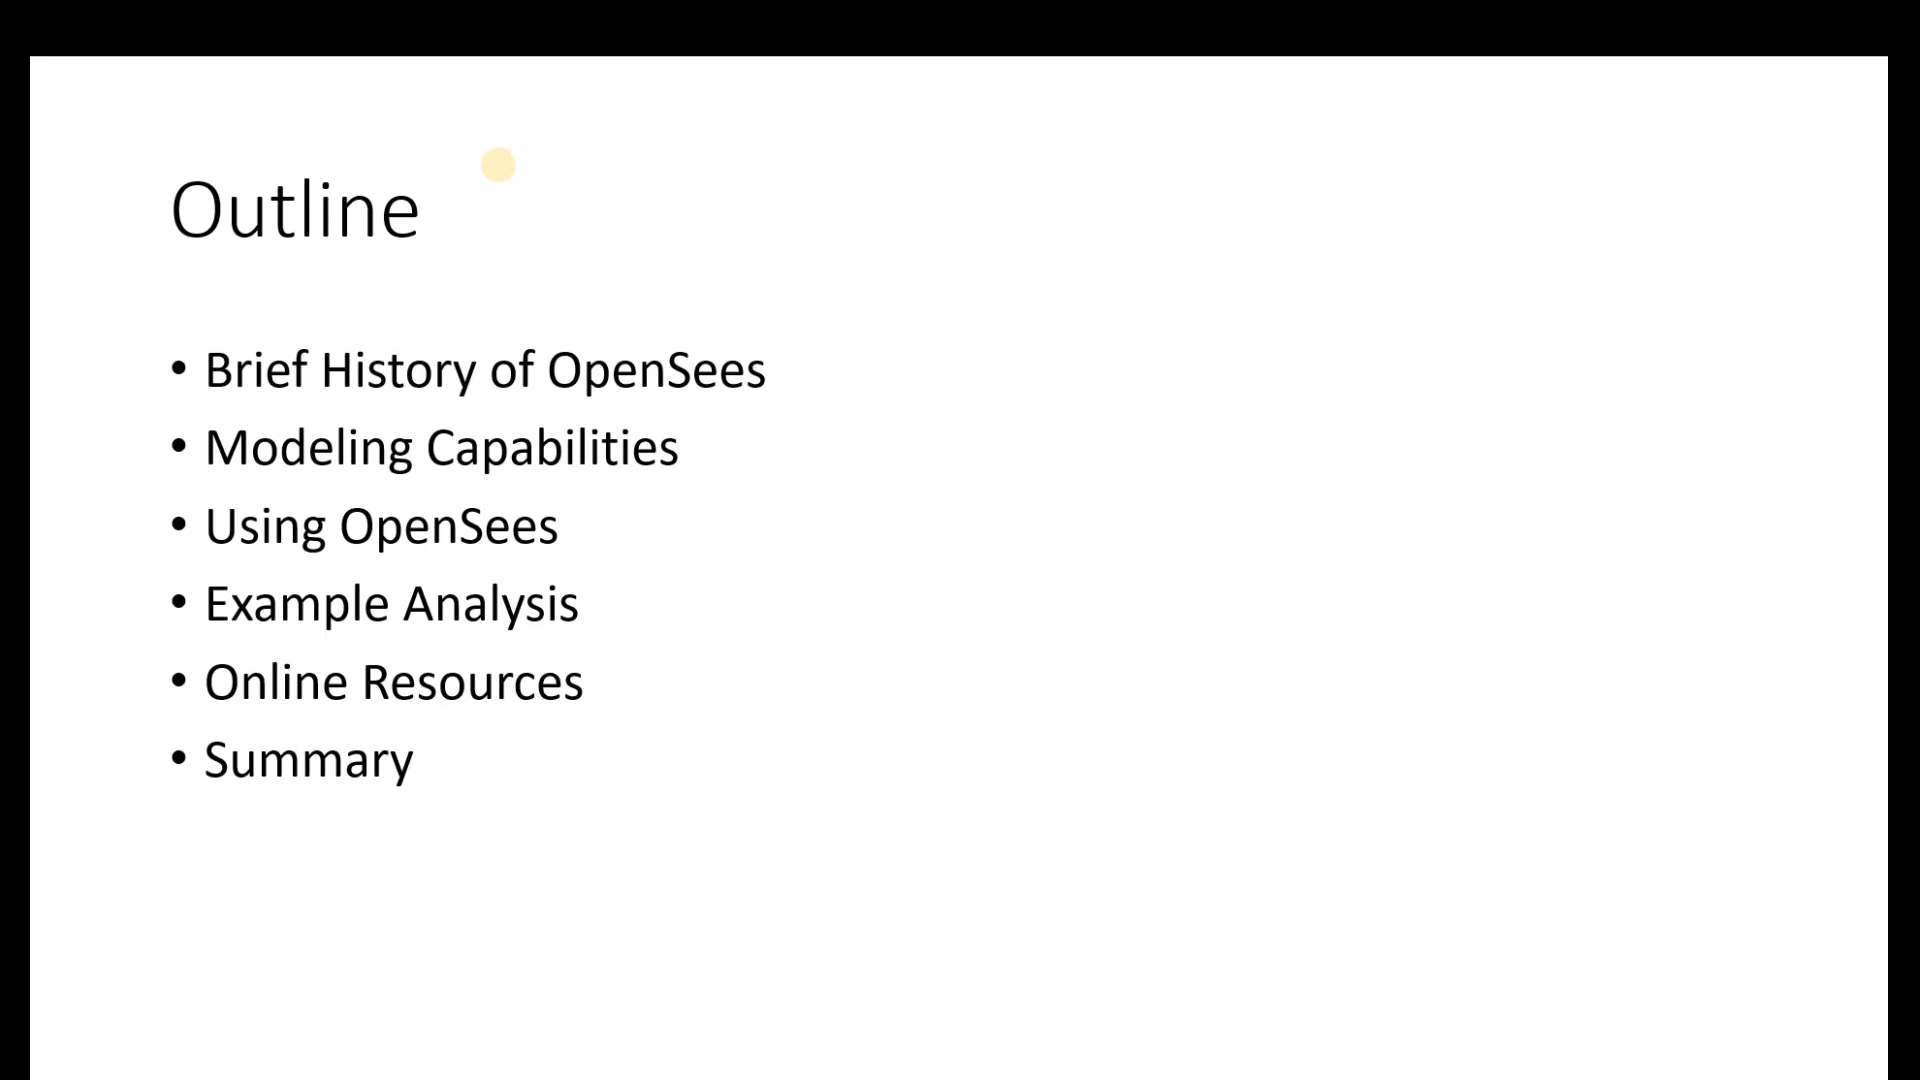 Outline
• Brief History of OpenSees
• Modeling Capabilities
• Using OpenSees
• Example Analysis
• Online Resources
• Summary